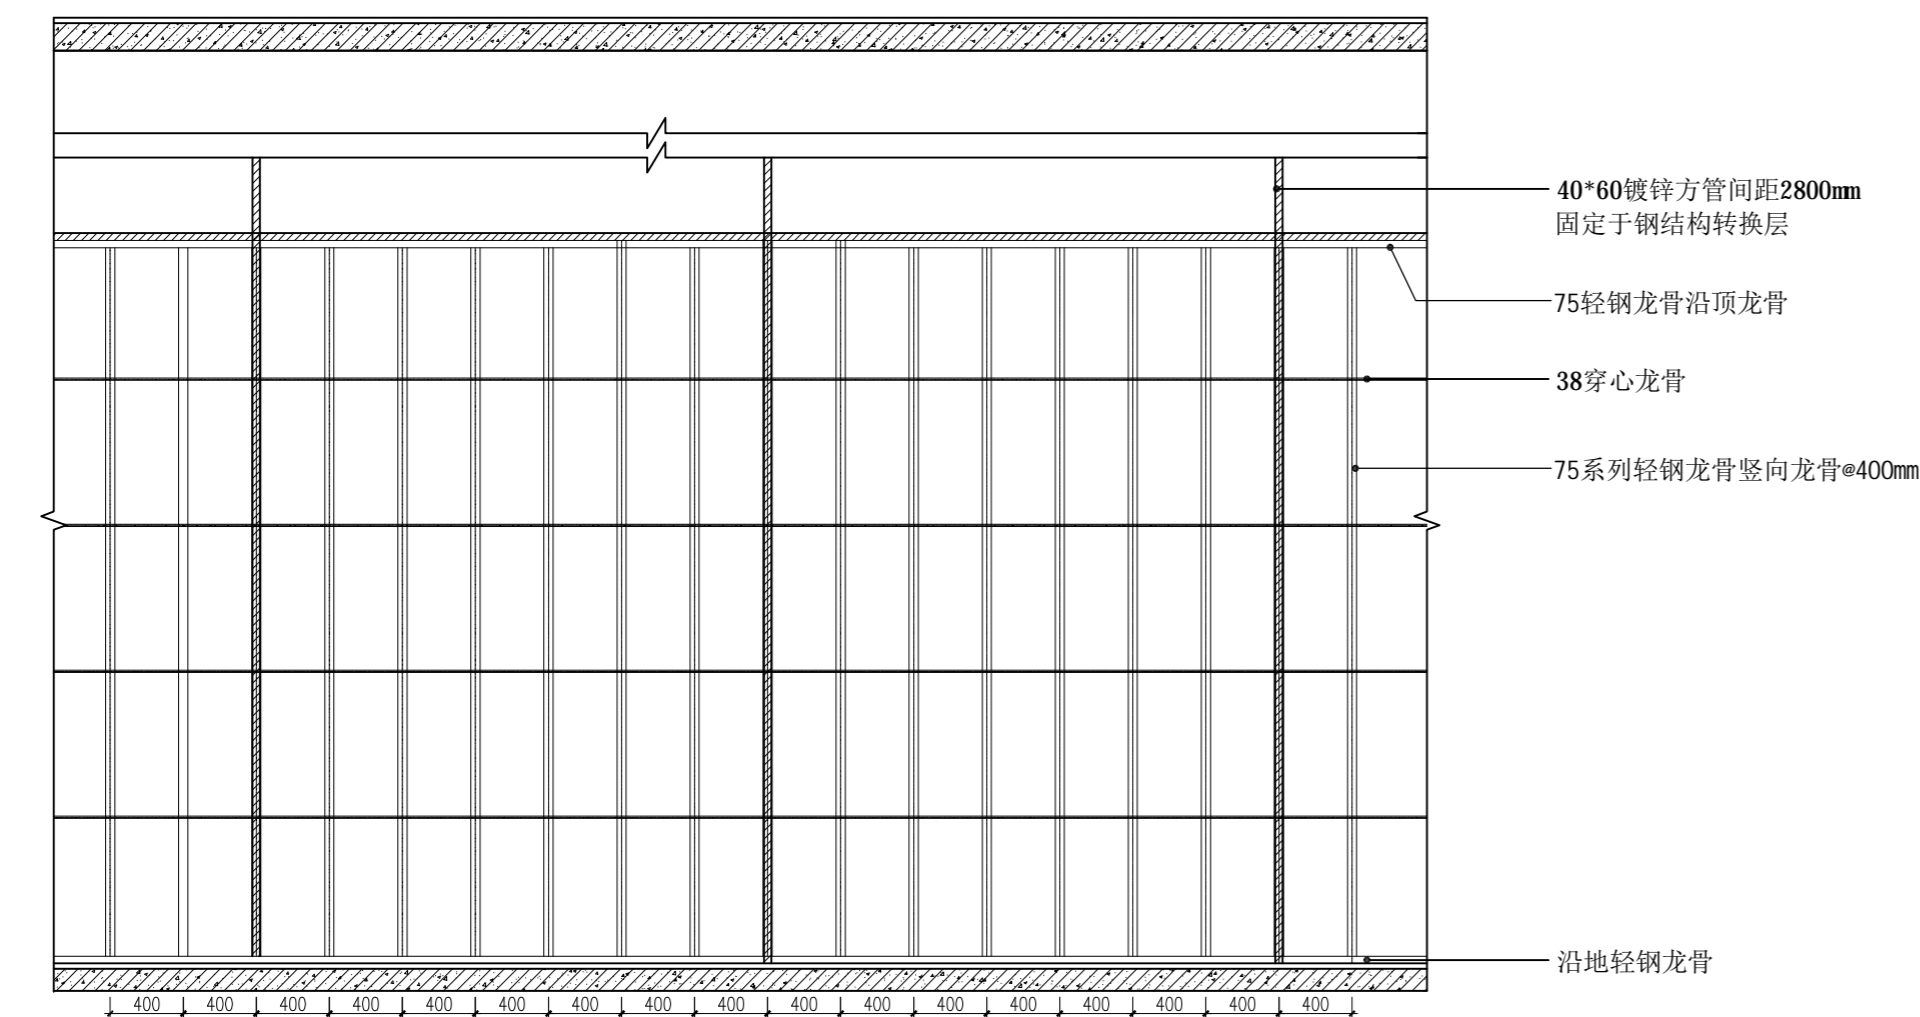 40*60镀锌方管间距2800mm
固定于钢结构转换层
75轻钢龙骨沿顶龙骨
38穿心龙骨
75系列轻钢龙骨竖向龙骨@400mm
沿地轻钢龙骨
400 400 400 400 400 400 400 400 400 400 400 400 400 400 400 400 400